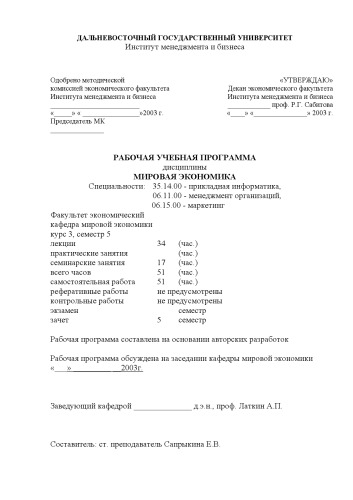 ДАЛЬНЕВОСТОЧНЫЙ ГОСУДАРСТВЕННЫЙ УНИВЕРСИТЕТ
Институт менеджмента и бизнеса
Одобрено методической «УТВЕРЖДАЮ»
комиссией экономического факультета Декан экономического факультета
Института менеджмента и бизнеса Института менеджмента и бизнеса
_______________ ____________ проф. Р.Г. Сабитова
«_____» «________________»2003 г. «____» «_______________» 2003 г.
Председатель МК
_______________
РАБОЧАЯ УЧЕБНАЯ ПРОГРАММА
дисциплины
МИРОВАЯ ЭКОНОМИКА
Специальности: 35.14.00 - прикладная информатика,
06.11.00 - менеджмент организаций,
06.15.00 - маркетинг
Факультет экономический
кафедра мировой экономики
курс 3, семестр 5
лекции 34 (час.)
практические занятия (час.)
семинарские занятия 17 (час.)
всего часов 51 (час.)
самостоятельная работа 51 (час.)
реферативные работы не предусмотрены
контрольные работы не предусмотрены
экзамен семестр
зачет 5 семестр
Рабочая программа составлена на основании авторских разработок
Рабочая программа обсуждена на заседании кафедры мировой экономики
«___»____________2003г.
Заведующий кафедрой _______________ д.э.н., проф. Латкин А.П.
Составитель: ст. преподаватель Сапрыкина Е.В.